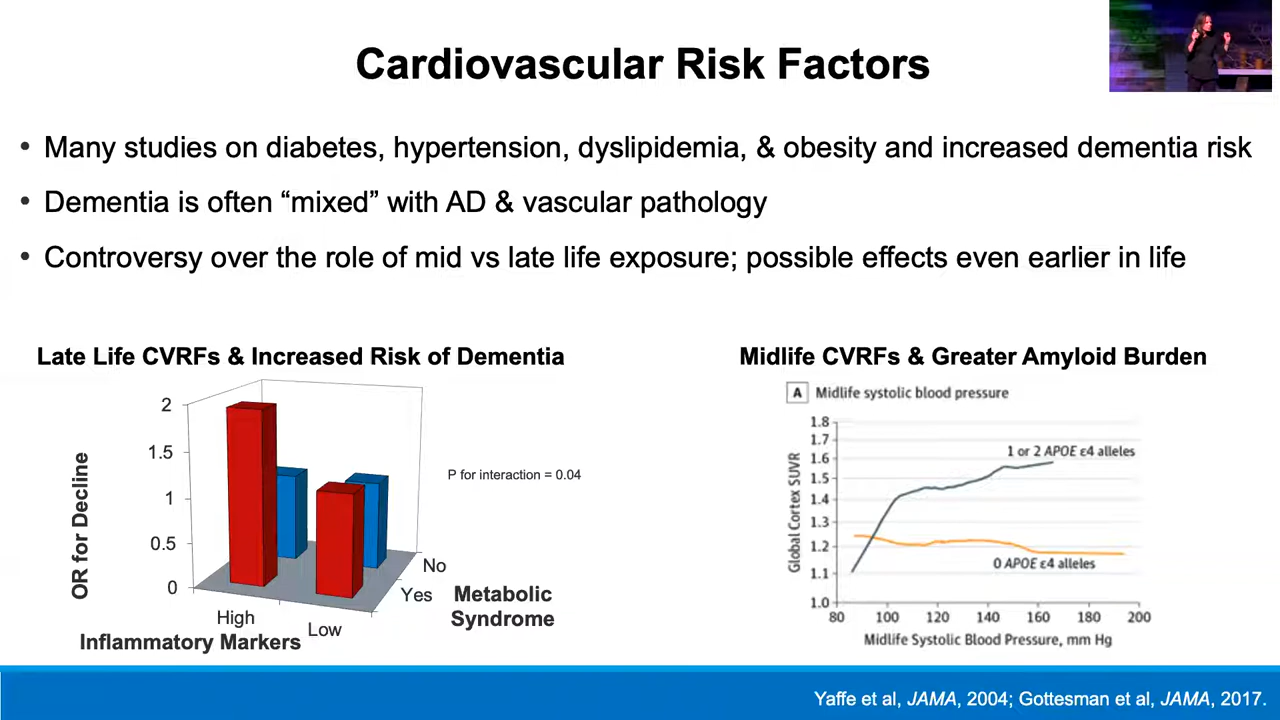 Cardiovascular Risk Factors
• Many studies on diabetes, hypertension, dyslipidemia, & obesity and increased dementia risk
• Dementia is often “mixed” with AD & vascular pathology
• Controversy over the role of mid vs late life exposure; possible effects even earlier in life
Late Life CVRFs & Increased Risk of Dementia
2
1.5
1
0.5
0
OR for Decline
P for interaction = 0.04
No
Yes
Metabolic
Syndrome
High
Low
Inflammatory Markers
Midlife CVRFs & Greater Amyloid Burden
A Midlife systolic blood pressure
1.8
1.7
1.6
1.5
1.4
1.3
1.2
1.1
1.0
Global Cortex SUVR
1 or 2 APOE ε4 alleles
0 APOE ε4 alleles
80 100 120 140 160 180 200
Midlife Systolic Blood Pressure, mm Hg
Yaffe et al, JAMA, 2004; Gottesman et al, JAMA, 2017.